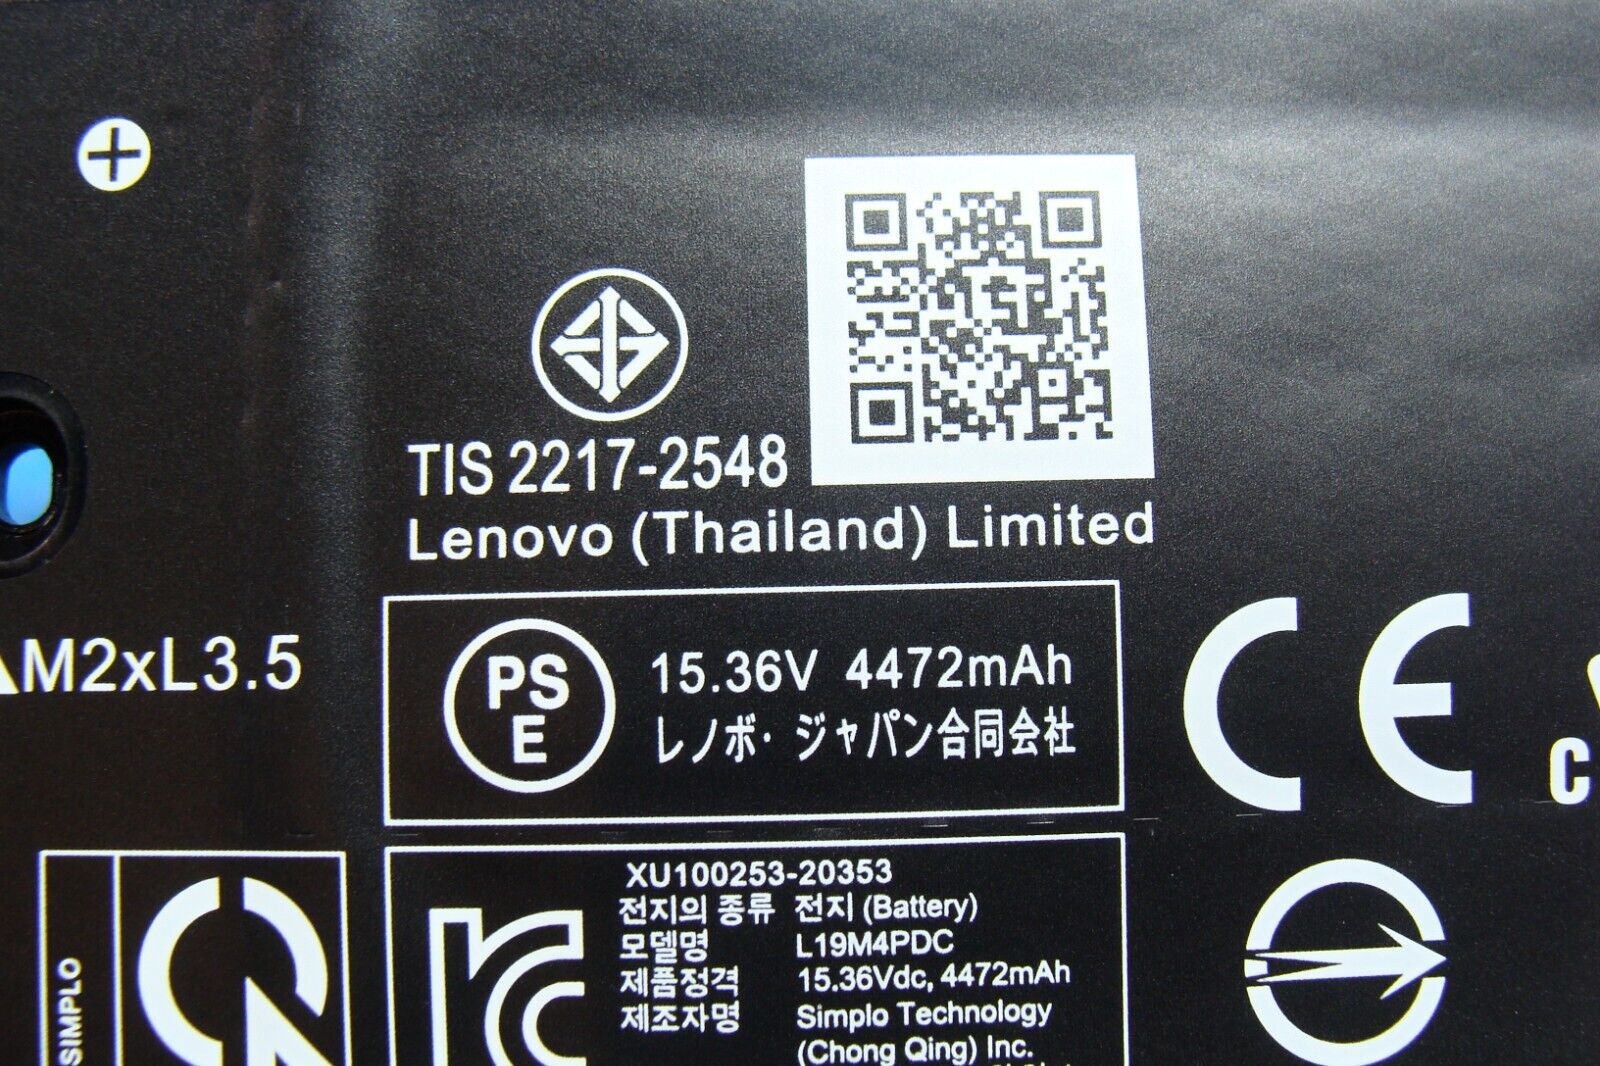 TIS 2217-2548
Lenovo (Thailand) Limited
M2xL3.5
PS
E
15.36V 4472mAh
レノボ・ジャパン合同会社
CE
C
SIMPLO
XU100253-20353
전지의 종류 전지 (Battery)
모델명 L19M4PDC
제품정격 15.36Vdc, 4472mAh
제조자명 Simplo Technology
(Chong Qing) Inc.